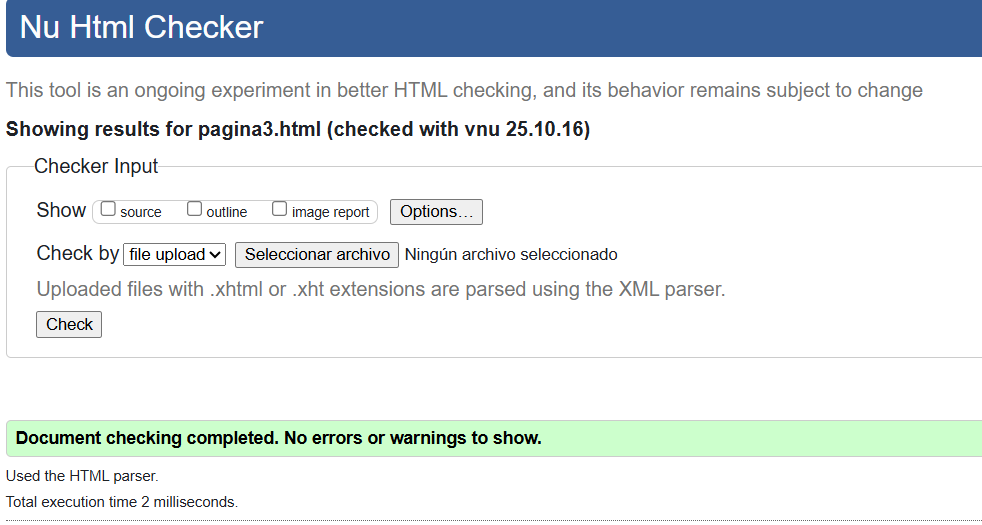 Nu Html Checker
This tool is an ongoing experiment in better HTML checking, and its behavior remains subject to change
Showing results for pagina3.html (checked with vnu 25.10.16)
Checker Input
Show source outline image report Options...
Check by file upload Seleccionar archivo Ningún archivo seleccionado
Uploaded files with .xhtml or .xht extensions are parsed using the XML parser.
Check
Document checking completed. No errors or warnings to show.
Used the HTML parser.
Total execution time 2 milliseconds.